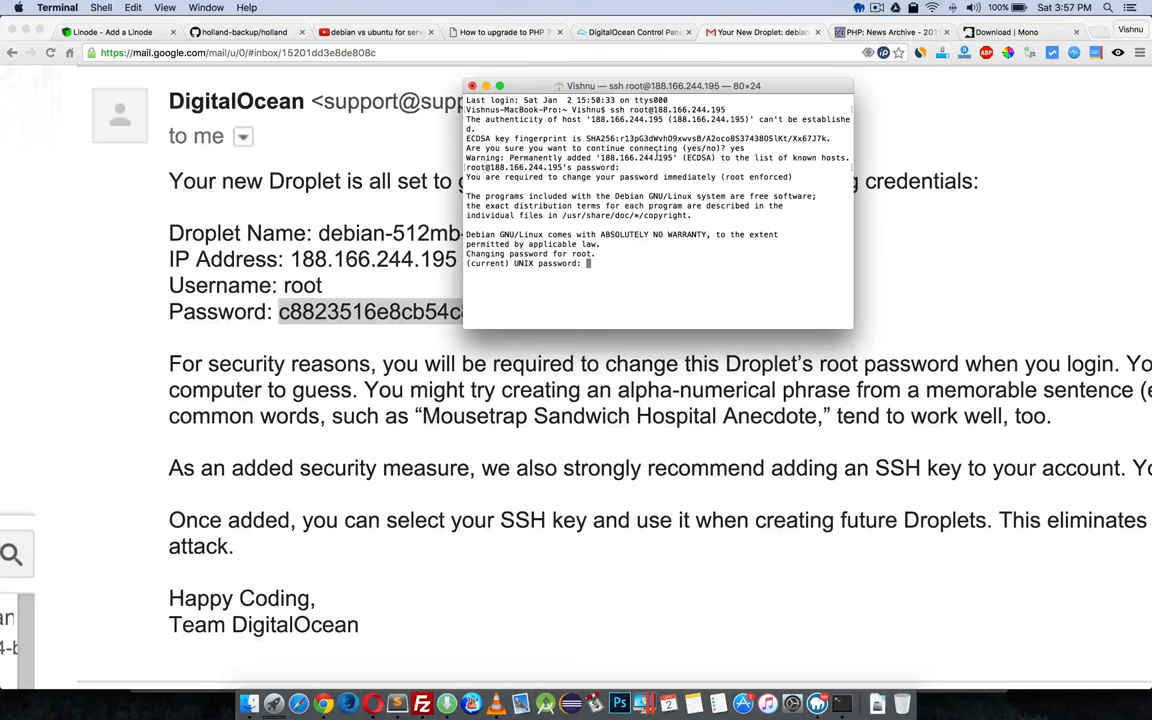 Terminal Shell Edit View Window Help
100% Sat 3:57 PM
Linode - Add a Linode
holland-backup/holland
debian vs ubuntu for serv
How to upgrade to PHP 7
DigitalOcean Control Pan
Your New Droplet: debian
PHP: News Archive - 201
Download | Mono
Vishnu
https://mail.google.com/mail/u/0/#inbox/15201dd3e8de808c
DigitalOcean <support@supp
to me
Your new Droplet is all set to g
credentials:
Droplet Name: debian-512mb-
IP Address: 188.166.244.195
Username: root
Password: c8823516e8cb54c
Vishnu — ssh root@188.166.244.195 — 80×24
Last login: Sat Jan 2 15:50:33 on ttys000
Vishnus-MacBook-Pro:~ Vishnu$ ssh root@188.166.244.195
The authenticity of host '188.166.244.195 (188.166.244.195)' can't be establishe
d.
ECDSA key fingerprint is
Are you sure you want to continue connecting (yes/no)? yes
Warning: Permanently added '188.166.244.195' (ECDSA) to the list of known hosts.
root@188.166.244.195's password:
You are required to change your password immediately (root enforced)
The programs included with the Debian GNU/Linux system are free software;
the exact distribution terms for each program are described in the
individual files in /usr/share/doc/*/copyright.
Debian GNU/Linux comes with ABSOLUTELY NO WARRANTY, to the extent
permitted by applicable law.
Changing password for root.
(current) UNIX password:
For security reasons, you will be required to change this Droplet's root password when you login. Yo
computer to guess. You might try creating an alpha-numerical phrase from a memorable sentence (e
common words, such as “Mousetrap Sandwich Hospital Anecdote,” tend to work well, too.
As an added security measure, we also strongly recommend adding an SSH key to your account. Yo
Once added, you can select your SSH key and use it when creating future Droplets. This eliminates
attack.
Happy Coding,
Team DigitalOcean